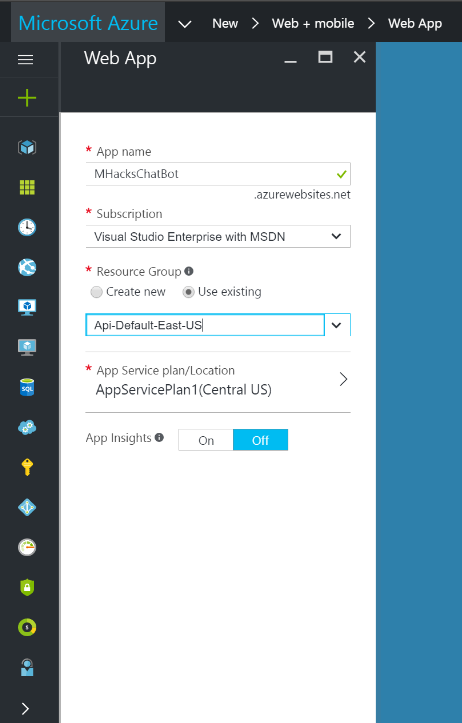 Microsoft Azure New > Web + mobile > Web App
Web App
* App name
MHacksChatBot
.azurewebsites.net
* Subscription
Visual Studio Enterprise with MSDN
* Resource Group
Create new Use existing
Api-Default-East-US
* App Service plan/Location
AppServicePlan1(Central US)
App Insights On Off
SQL